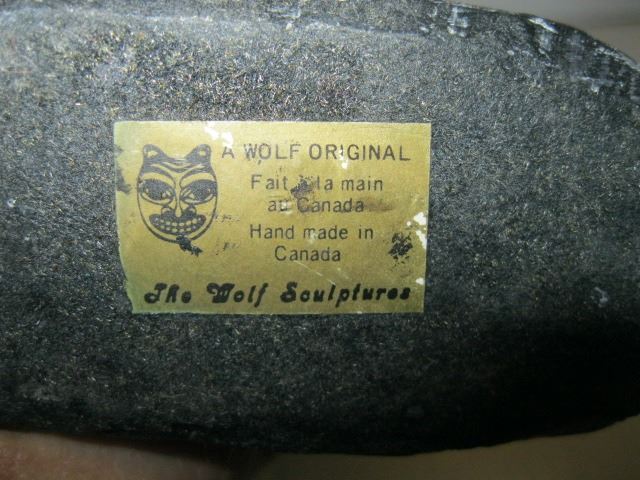 A WOLF ORIGINAL
Fait à la main
au Canada
Hand made in
Canada
The Wolf Sculptures